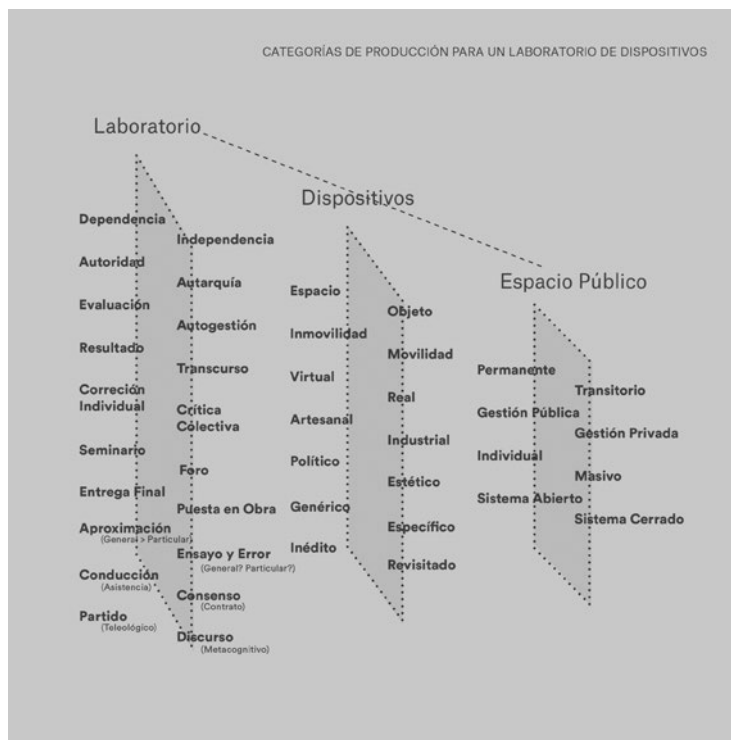 CATEGORÍAS DE PRODUCCIÓN PARA UN LABORATORIO DE DISPOSITIVOS
Laboratorio
Dependencia
Independencia
Autoridad
Autarquía
Evaluación
Autogestión
Resultado
Transcurso
Correción
Individual
Crítica
Colectiva
Seminario
Foro
Entrega Final
Puesta en Obra
Aproximación
(General > Particular)
Ensayo y Error
(General? Particular?)
Conducción
(Asistencia)
Consenso
(Contrato)
Partido
(Teleológico)
Discurso
(Metacognitivo)
Dispositivos
Espacio
Objeto
Inmovilidad
Movilidad
Virtual
Real
Artesanal
Industrial
Político
Estético
Genérico
Específico
Inédito
Revisitado
Espacio Público
Permanente
Transitorio
Gestión Pública
Gestión Privada
Individual
Masivo
Sistema Abierto
Sistema Cerrado